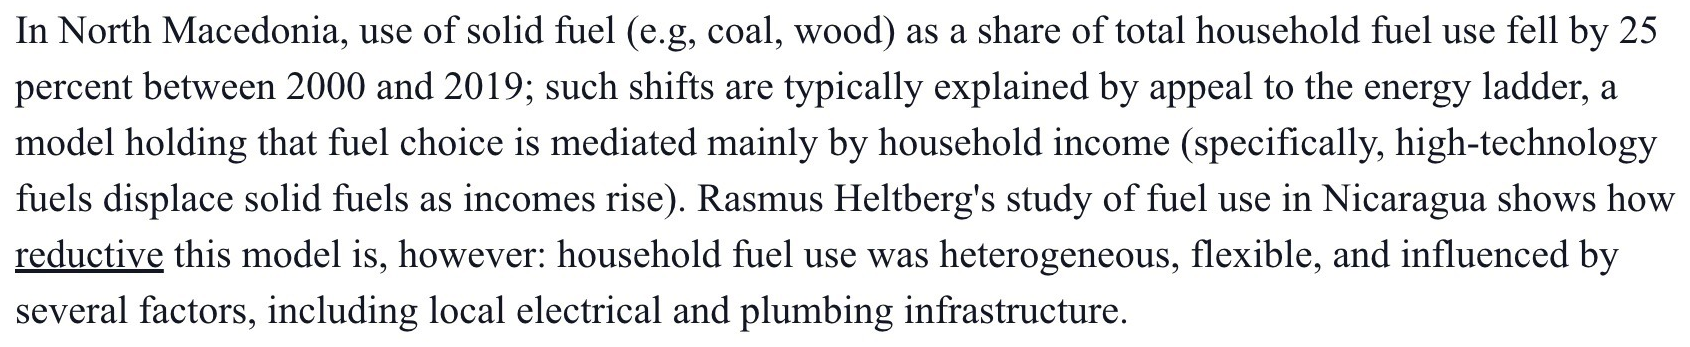 In North Macedonia, use of solid fuel (e.g, coal, wood) as a share of total household fuel use fell by 25
percent between 2000 and 2019; such shifts are typically explained by appeal to the energy ladder, a
model holding that fuel choice is mediated mainly by household income (specifically, high-technology
fuels displace solid fuels as incomes rise). Rasmus Heltberg's study of fuel use in Nicaragua shows how
reductive this model is, however: household fuel use was heterogeneous, flexible, and influenced by
several factors, including local electrical and plumbing infrastructure.